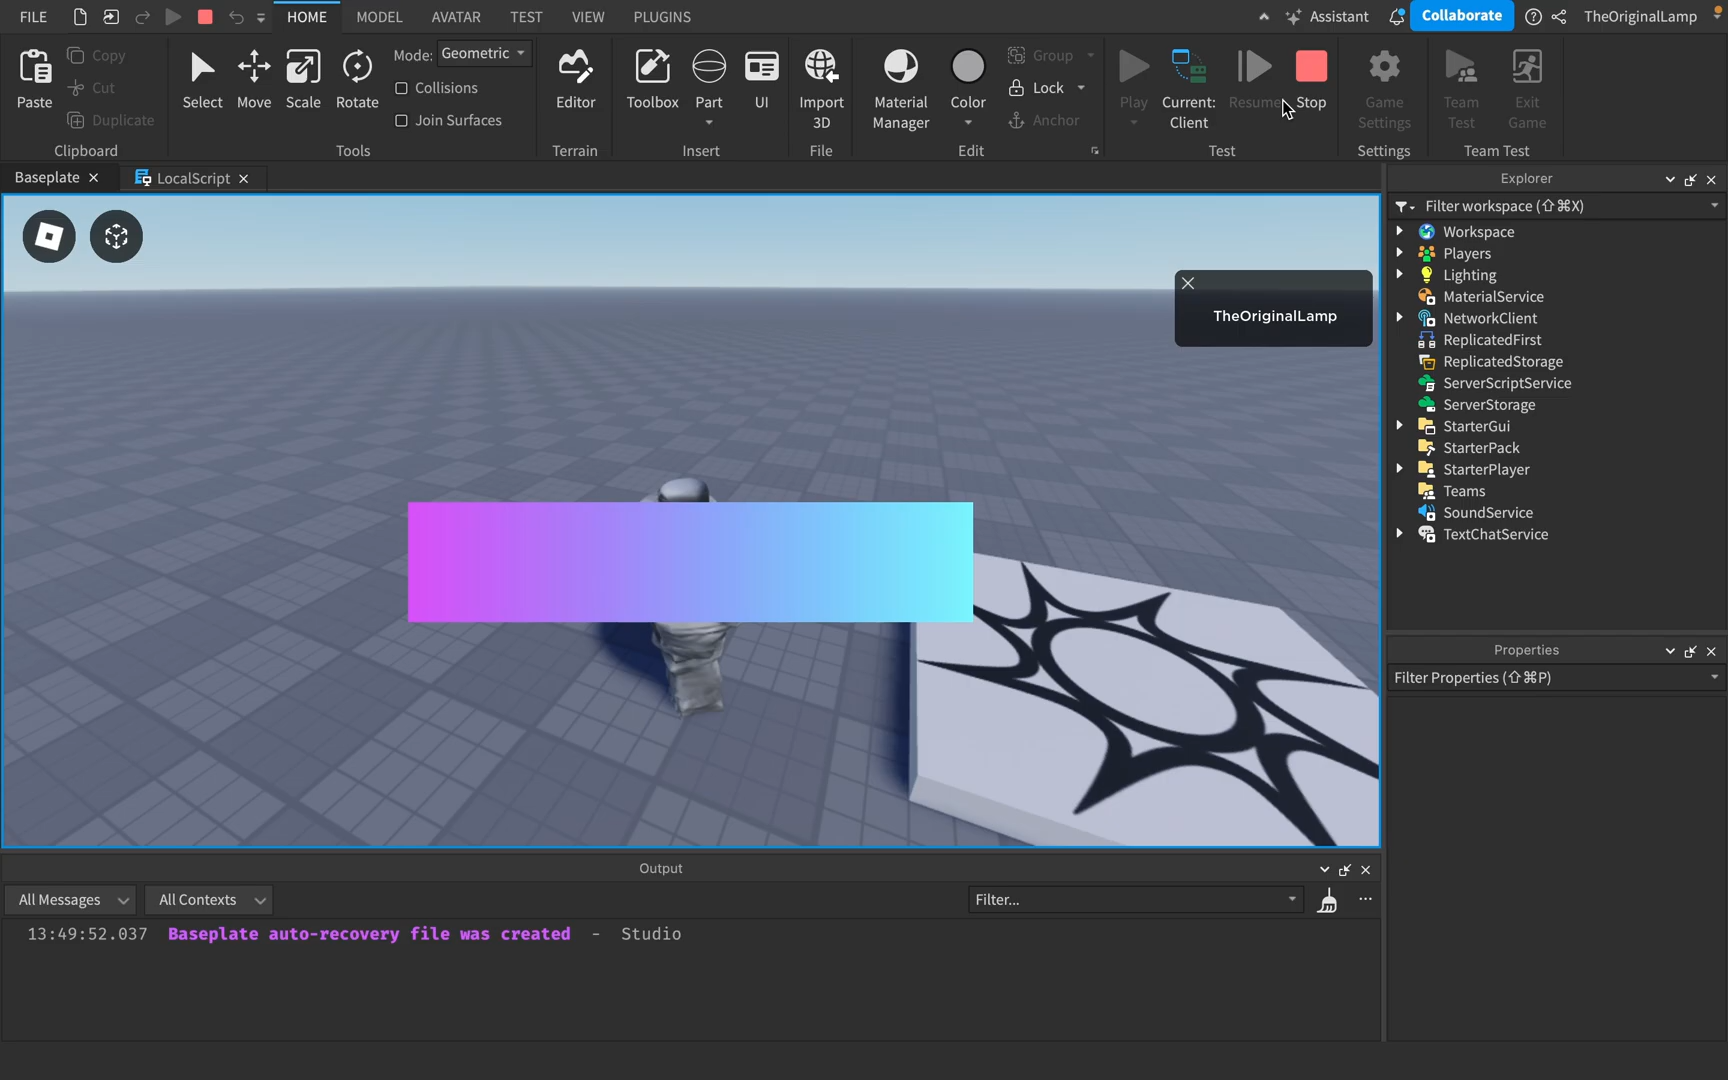 FILE HOME MODEL AVATAR TEST VIEW PLUGINS Assistant Collaborate TheOriginalLamp
Paste Copy Cut Duplicate Clipboard
Select Move Scale Rotate Mode: Geometric Collisions Join Surfaces Tools
Editor Terrain
Toolbox Part UI Insert
Import 3D File
Material Manager Color Group Lock Anchor Edit
Play Current: Client Resume Stop Test
Game Settings Settings
Team Test Exit Game Team Test
Baseplate LocalScript
TheOriginalLamp
Explorer
Filter workspace (⇧⌘X)
Workspace
Players
Lighting
MaterialService
NetworkClient
ReplicatedFirst
ReplicatedStorage
ServerScriptService
ServerStorage
StarterGui
StarterPack
StarterPlayer
Teams
SoundService
TextChatService
Properties
Filter Properties (⇧⌘P)
Output
All Messages All Contexts Filter... ...
13:49:52.037 Baseplate auto-recovery file was created - Studio